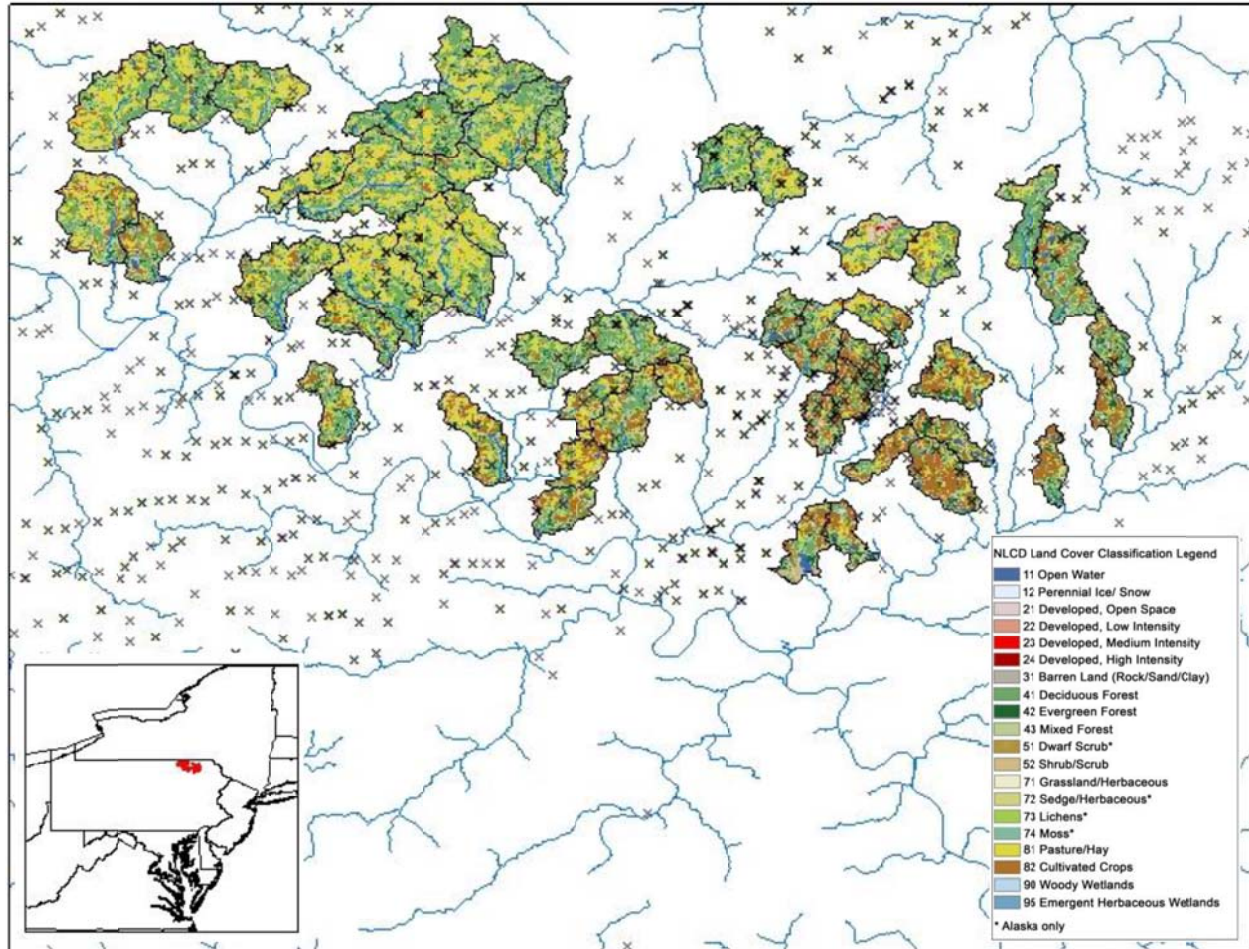 NLCD Land Cover Classification Legend
11 Open Water
12 Perennial Ice/ Snow
21 Developed, Open Space
22 Developed, Low Intensity
23 Developed, Medium Intensity
24 Developed, High Intensity
31 Barren Land (Rock/Sand/Clay)
41 Deciduous Forest
42 Evergreen Forest
43 Mixed Forest
51 Dwarf Scrub*
52 Shrub/Scrub
71 Grassland/Herbaceous
72 Sedge/Herbaceous*
73 Lichens*
74 Moss*
81 Pasture/Hay
82 Cultivated Crops
90 Woody Wetlands
95 Emergent Herbaceous Wetlands
* Alaska only